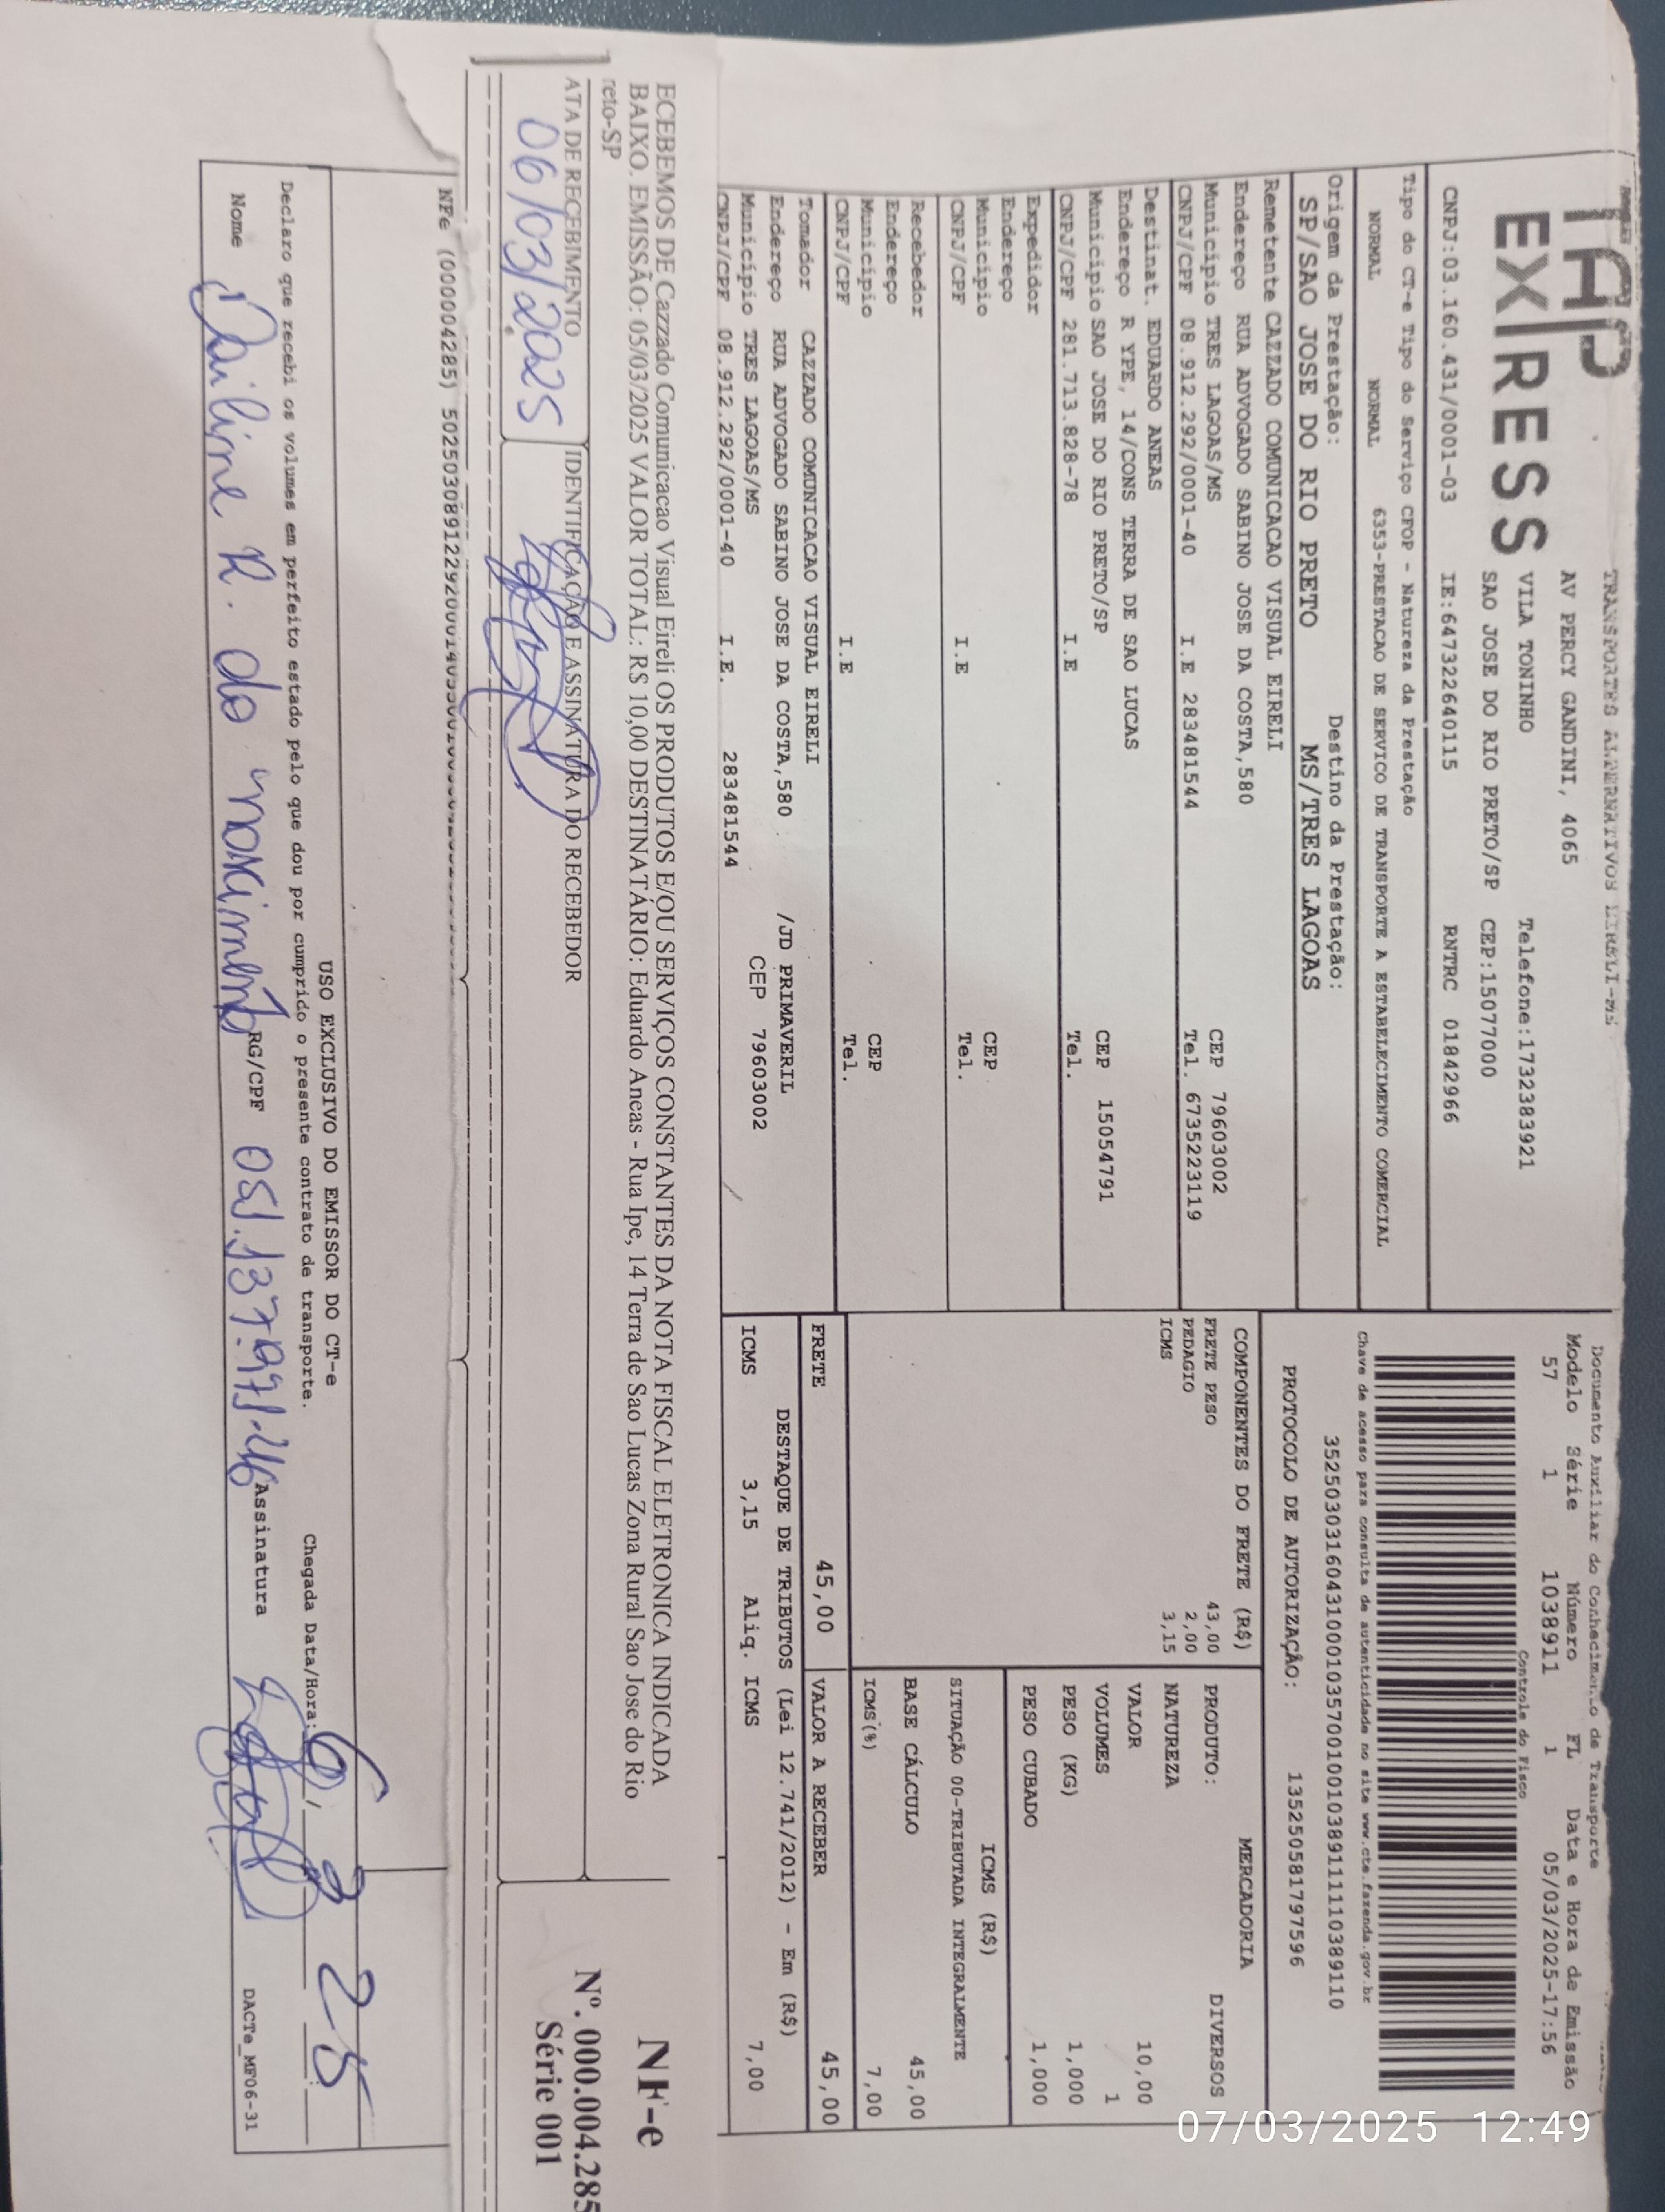 TAP
EXPRESS
TRANSPORTES ALTERNATIVOS EIRELI-ME
AV PERCY GANDINI, 4065
VILA TONINHO Telefone:1732383921
SAO JOSE DO RIO PRETO/SP CEP:15077000
CNPJ:03.160.431/0001-03 IE:647322640115 RNTRC 01842966
Tipo do CT-e Tipo do Serviço CFOP - Natureza da Prestação
NORMAL NORMAL 6353-PRESTACAO DE SERVICO DE TRANSPORTE A ESTABELECIMENTO COMERCIAL
Origem da Prestação: Destino da Prestação:
SP/SAO JOSE DO RIO PRETO MS/TRES LAGOAS
Remetente CAZZADO COMUNICACAO VISUAL EIRELI
Endereço RUA ADVOGADO SABINO JOSE DA COSTA,580
Município TRES LAGOAS/MS CEP 79603002
CNPJ/CPF 08.912.292/0001-40 I.E 283481544 Tel. 6735223119
Destinat. EDUARDO ANEAS
Endereço R YPE, 14/CONS TERRA DE SAO LUCAS
Município SAO JOSE DO RIO PRETO/SP CEP 15054791
CNPJ/CPF 281.713.828-78 I.E Tel.
Expedidor
Endereço
Município CEP
CNPJ/CPF I.E Tel.
Recebedor
Endereço
Município CEP
CNPJ/CPF I.E Tel.
Tomador CAZZADO COMUNICACAO VISUAL EIRELI
Endereço RUA ADVOGADO SABINO JOSE DA COSTA,580 /JD PRIMAVERIL
Município TRES LAGOAS/MS CEP 79603002
CNPJ/CPF 08.912.292/0001-40 I.E. 283481544
Documento Auxiliar do Conhecimento de Transporte
Modelo Série Número FL Data e Hora de Emissão
57 1 1038911 1 05/03/2025-17:56
Controle do Fisco
Chave de acesso para consulta de autenticidade no site www.cte.fazenda.gov.br
35250303160431000103570010010389111110389110
PROTOCOLO DE AUTORIZAÇÃO: 135250581797596
COMPONENTES DO FRETE (R$)
FRETE PESO 43,00
PEDAGIO 2,00
ICMS 3,15
MERCADORIA
PRODUTO: DIVERSOS
NATUREZA
VALOR 10,00
VOLUMES 1
PESO (KG) 1,000
PESO CUBADO 1,000
ICMS (R$)
SITUAÇÃO 00-TRIBUTADA INTEGRALMENTE
BASE CÁLCULO 45,00
ICMS(%) 7,00
FRETE 45,00 VALOR A RECEBER 45,00
DESTAQUE DE TRIBUTOS (Lei 12.741/2012) - Em (R$)
ICMS 3,15 Aliq. ICMS 7,00
ECEBEMOS DE Cazzado Comunicacao Visual Eireli OS PRODUTOS E/OU SERVIÇOS CONSTANTES DA NOTA FISCAL ELETRONICA INDICADA
BAIXO. EMISSÃO: 05/03/2025 VALOR TOTAL: R$ 10,00 DESTINATÁRIO: Eduardo Aneas - Rua Ipe, 14 Terra de Sao Lucas Zona Rural Sao Jose do Rio
reto-SP
ATA DE RECEBIMENTO IDENTIFICAÇÃO E ASSINATURA DO RECEBEDOR
06/03/2025
NF-e
Nº. 000.004.285
Série 001
NFe (000004285)
USO EXCLUSIVO DO EMISSOR DO CT-e
Declaro que recebi os volumes em perfeito estado pelo que dou por cumprido o presente contrato de transporte. Chegada Data/Hora: 6 / 3 25
Nome R. do nascimento RG/CPF 051.137.971-46 Assinatura
DACTe_MF06-31
07/03/2025 12:49